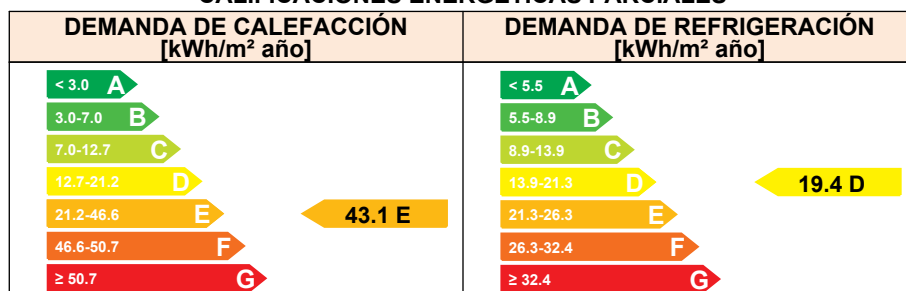 CALIFICACIONES ENERGÉTICAS PARCIALES
DEMANDA DE CALEFACCIÓN
[kWh/m² año]
DEMANDA DE REFRIGERACIÓN
[kWh/m² año]
< 3.0 A
3.0-7.0 B
7.0-12.7 C
12.7-21.2 D
21.2-46.6 E
43.1 E
46.6-50.7 F
≥ 50.7 G
< 5.5 A
5.5-8.9 B
8.9-13.9 C
13.9-21.3 D
19.4 D
21.3-26.3 E
26.3-32.4 F
≥ 32.4 G